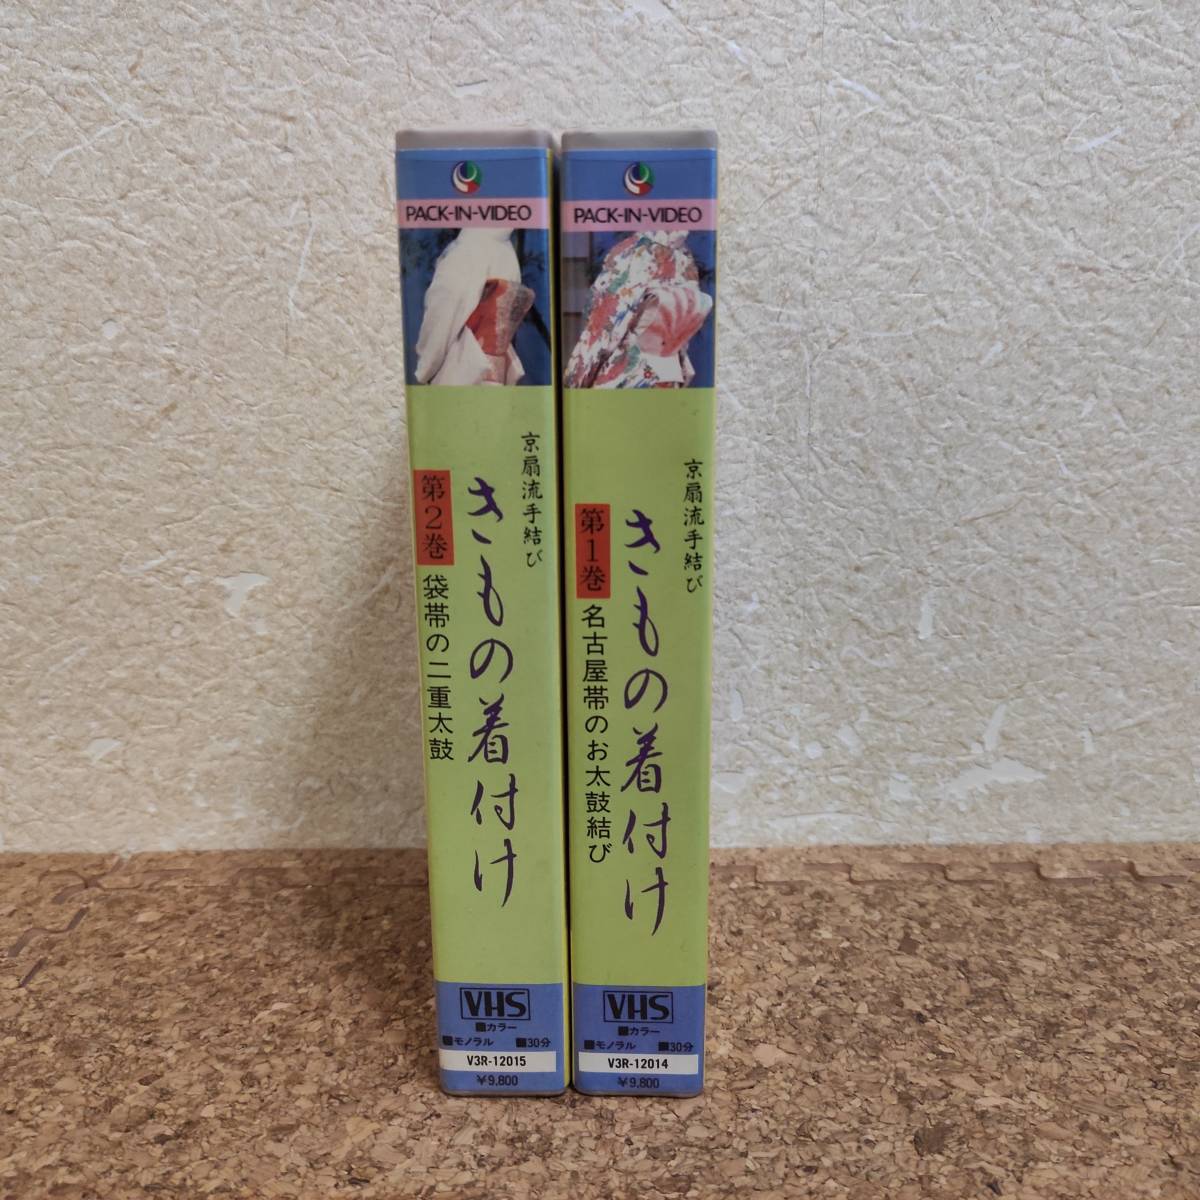 PACK-IN-VIDEO
京扇流手結び
きもの着付け
第2巻
袋帯の二重太鼓
VHS
■カラー
■モノラル ■30分
V3R-12015
¥9,800
PACK-IN-VIDEO
京扇流手結び
きもの着付け
第1巻
名古屋帯のお太鼓結び
VHS
■カラー
■モノラル ■30分
V3R-12014
¥9,800